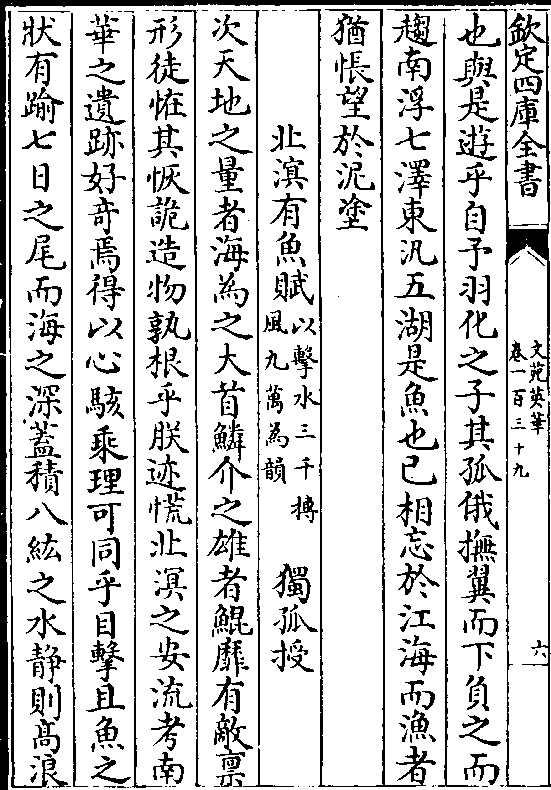 欽定四庫全書
文苑英華
卷一百三十九
六
也與是遊乎自予羽化之子其孤俄撫翼而下負之而
趨南浮七澤東汎五湖是魚也已相忘於江海而漁者
猶悵望於泥塗
北溟有魚賦以擊水三千摶
風九萬為韻
獨孤授
次天地之量者海為之大首鱗介之雄者鯤靡有敵禀
形徒恠其恢詭造物孰根乎朕迹慌北溟之安流考南
華之遺跡好竒焉得以心駭乘理可同乎目擊且魚之
狀有踰七日之尾而海之深蓋積八紘之水静則髙浪